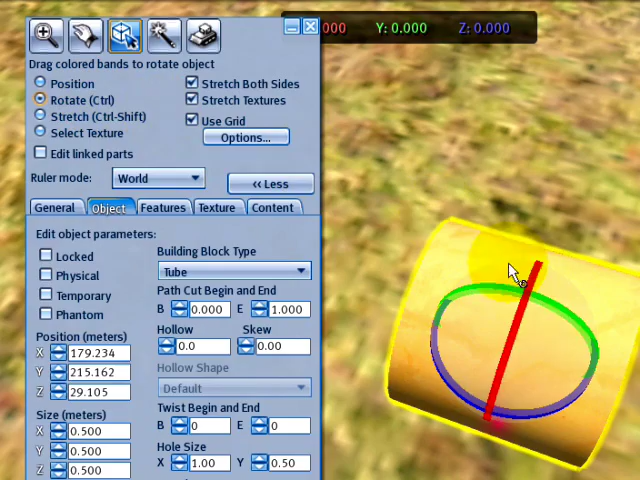 000 Y: 0.000 Z: 0.000
Drag colored bands to rotate object
Position
Rotate (Ctrl)
Stretch (Ctrl-Shift)
Select Texture
Edit linked parts
Stretch Both Sides
Stretch Textures
Use Grid
Options...
Ruler mode: World
<< Less
General Object Features Texture Content
Edit object parameters:
Locked
Physical
Temporary
Phantom
Position (meters)
X 179.234
Y 215.162
Z 29.105
Size (meters)
X 0.500
Y 0.500
Z 0.500
Building Block Type
Tube
Path Cut Begin and End
B 0.000 E 1.000
Hollow Skew
0.0 0.00
Hollow Shape
Default
Twist Begin and End
B 0 E 0
Hole Size
X 1.00 Y 0.50